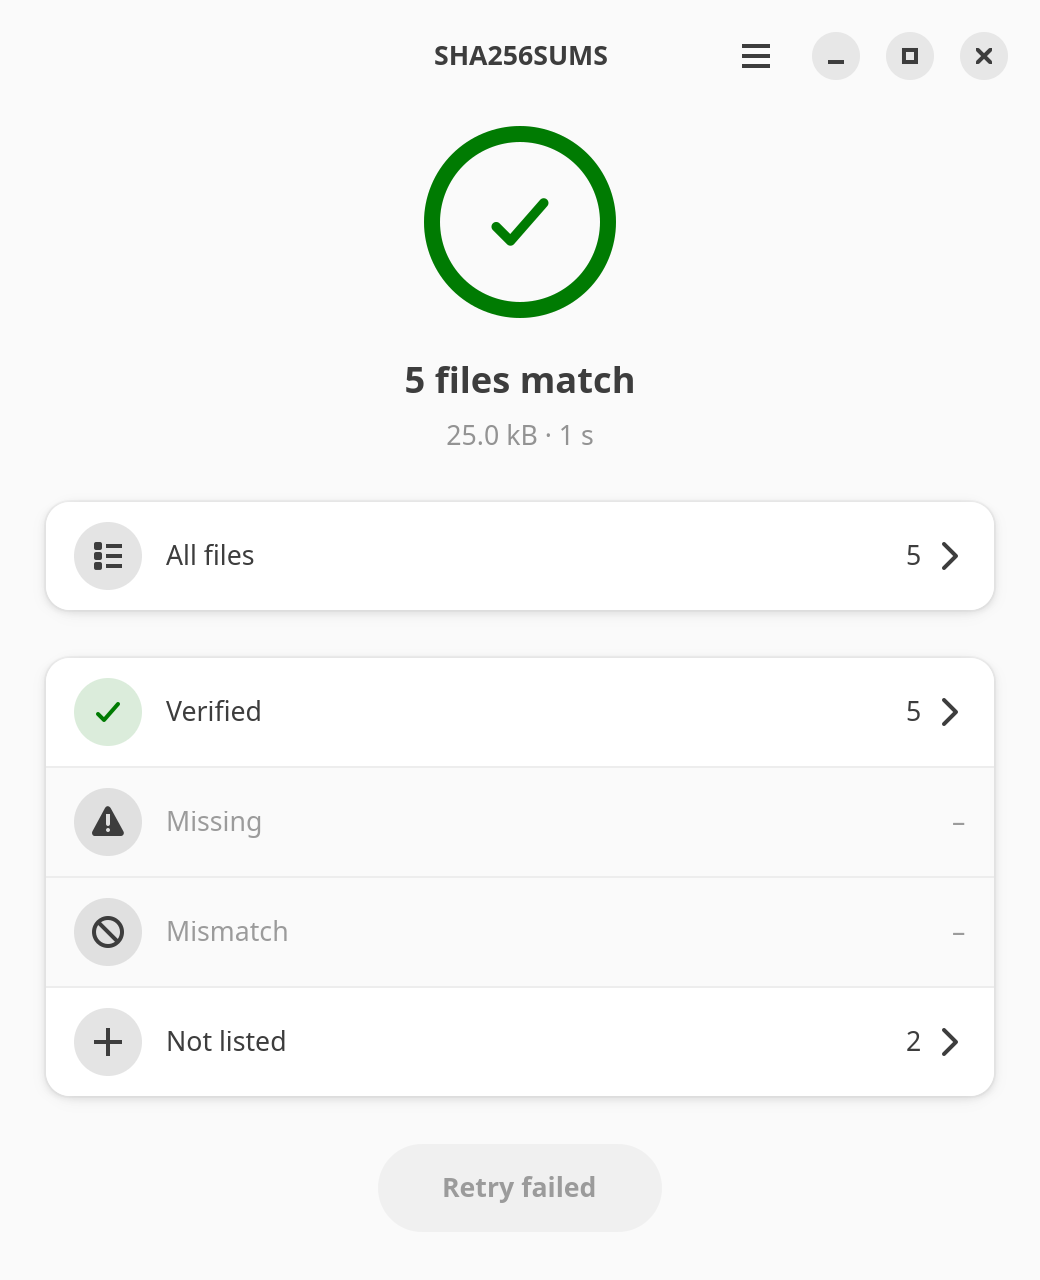 SHA256SUMS
5 files match
25.0 kB · 1 s
All files 5
Verified 5
Missing –
Mismatch –
Not listed 2
Retry failed